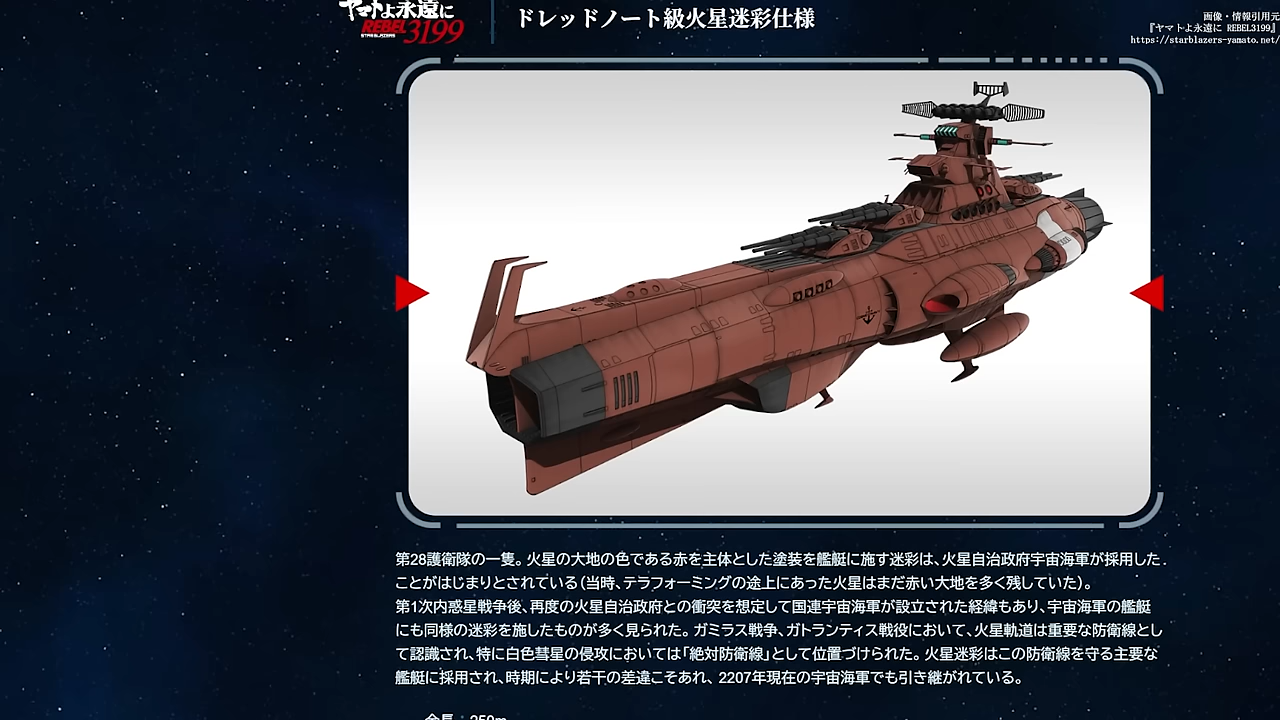 ヤマトよ永遠に
REBEL3199
STAR BLAZERS
ドレッドノート級火星迷彩仕様
画像・情報引用元
『ヤマトよ永遠に REBEL3199』
https://starblazers-yamato.net/
第28護衛隊の一隻。火星の大地の色である赤を主体とした塗装を艦艇に施す迷彩は、火星自治政府宇宙海軍が採用した
ことがはじまりとされている(当時、テラフォーミングの途上にあった火星はまだ赤い大地を多く残していた)。
第1次内惑星戦争後、再度の火星自治政府との衝突を想定して国連宇宙海軍が設立された経緯もあり、宇宙海軍の艦艇
にも同様の迷彩を施したものが多く見られた。ガミラス戦争、ガトランティス戦役において、火星軌道は重要な防衛線とし
て認識され、特に白色彗星の侵攻においては「絶対防衛線」として位置づけられた。火星迷彩はこの防衛線を守る主要な
艦艇に採用され、時期により若干の差違こそあれ、2207年現在の宇宙海軍でも引き継がれている。
全長：250m